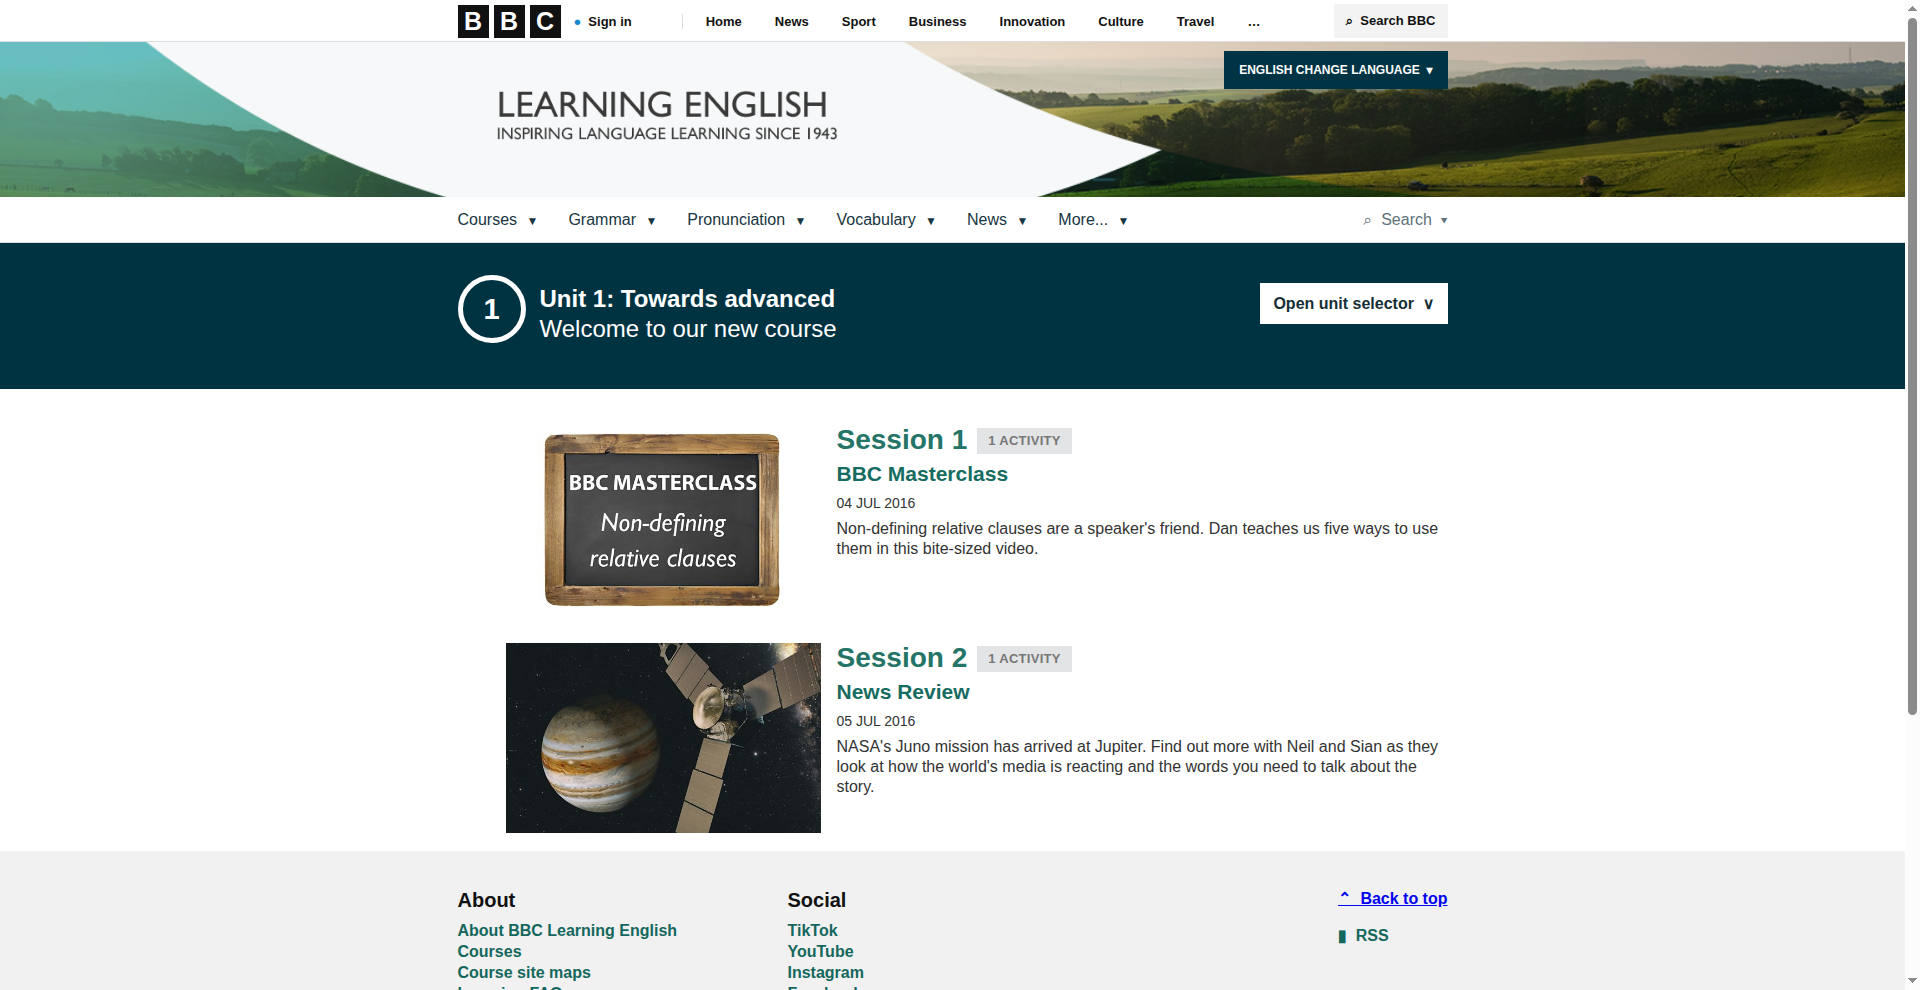 BBC
Sign in
Home
News
Sport
Business
Innovation
Culture
Travel
...
Search BBC
ENGLISH CHANGE LANGUAGE
LEARNING ENGLISH
INSPIRING LANGUAGE LEARNING SINCE 1943
Courses
Grammar
Pronunciation
Vocabulary
News
More...
Search
1
Unit 1: Towards advanced
Welcome to our new course
Open unit selector
BBC MASTERCLASS
Non-defining
relative clauses
Session 1
1 ACTIVITY
BBC Masterclass
04 JUL 2016
Non-defining relative clauses are a speaker's friend. Dan teaches us five ways to use
them in this bite-sized video.
Session 2
1 ACTIVITY
News Review
05 JUL 2016
NASA's Juno mission has arrived at Jupiter. Find out more with Neil and Sian as they
look at how the world's media is reacting and the words you need to talk about the
story.
About
About BBC Learning English
Courses
Course site maps
Social
TikTok
YouTube
Instagram
Back to top
RSS